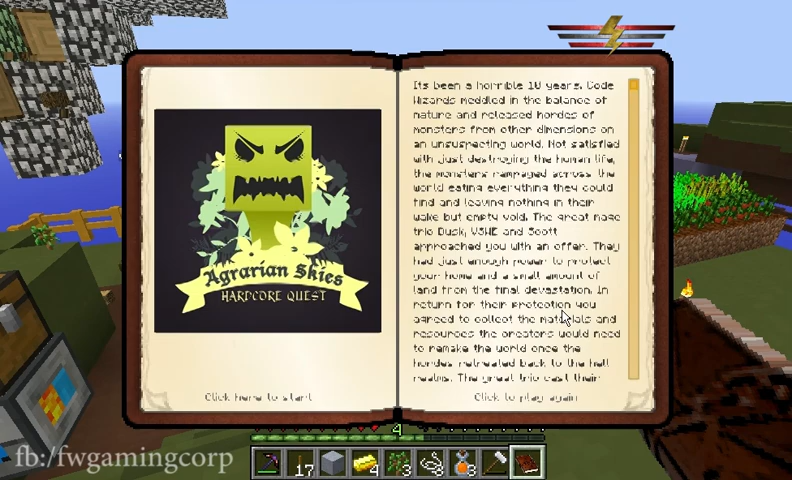 Agrarian Skies
HARDCORE QUEST
Click here to start
Its been a horrible 10 years. Code
Wizards meddled in the balance of
nature and released hordes of
monsters from other dimensions on
an unsuspecting world. Not satisfied
with just destroying the human life,
the monsters rampaged across the
world eating everything they could
find and leaving nothing in their
wake but empty void. The great mage
trio Dusk, VSWE and Scott
approached you with an offer. They
had just enough power to protect
your home and a small amount of
land from the final devastation. In
return for their protection you
agreed to collect the materials and
resources the creators would need
to remake the world once the
hordes retreated back to the hell
realms. The great trio cast their
Click to play again
4
17
4
3
8
8
fb:/fwgamingcorp